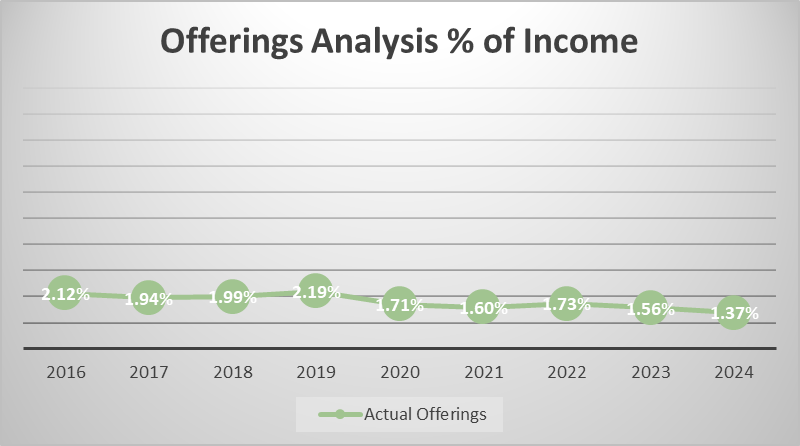 Offerings Analysis % of Income
2.12% 1.94% 1.99% 2.19% 1.71% 1.60% 1.73% 1.56% 1.37%
2016 2017 2018 2019 2020 2021 2022 2023 2024
Actual Offerings